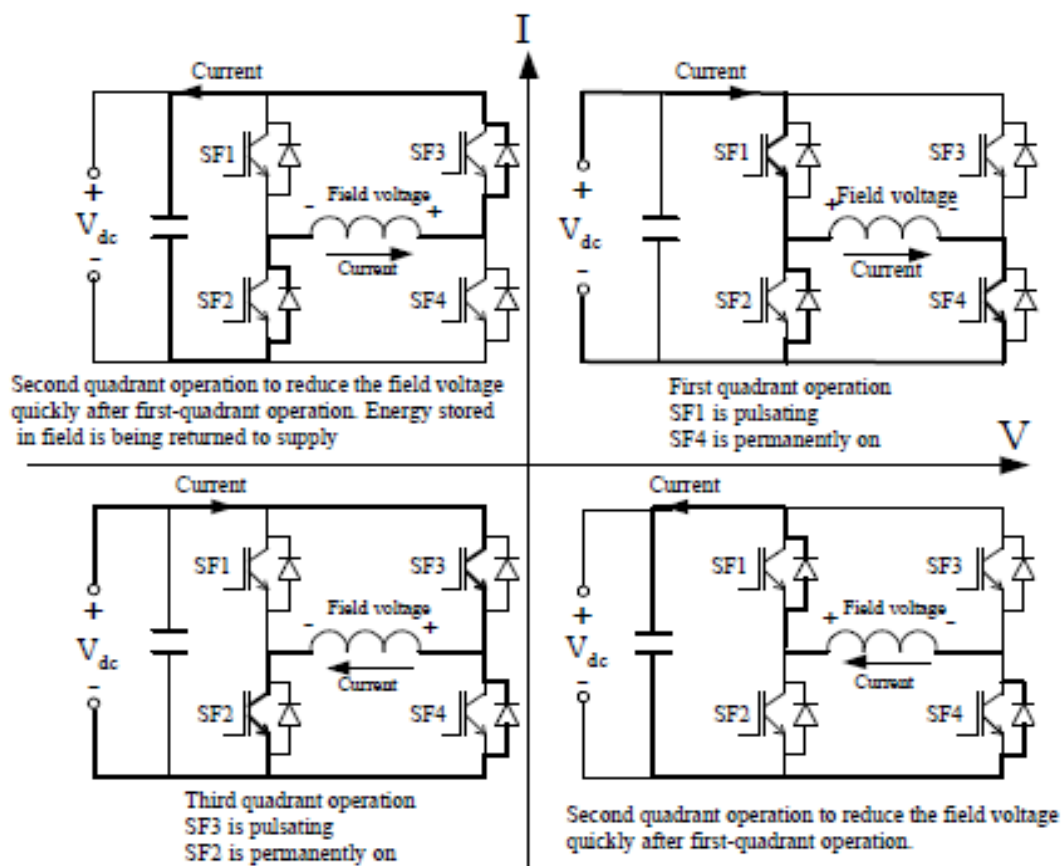 I
Current
SF1
SF3
+
V dc
-
- Field voltage +
Current
SF2
SF4
Second quadrant operation to reduce the field voltage
quickly after first-quadrant operation. Energy stored
in field is being returned to supply
Current
SF1
SF3
+
V dc
-
Field voltage
+ -
Current
SF2
SF4
First quadrant operation
SF1 is pulsating
SF4 is permanently on
V
Current
SF1
SF3
+
V dc
-
Field voltage
- +
Current
SF2
SF4
Third quadrant operation
SF3 is pulsating
SF2 is permanently on
Current
SF1
SF3
+
V dc
-
Field voltage
+ -
Current
SF2
SF4
Second quadrant operation to reduce the field voltage
quickly after first-quadrant operation.